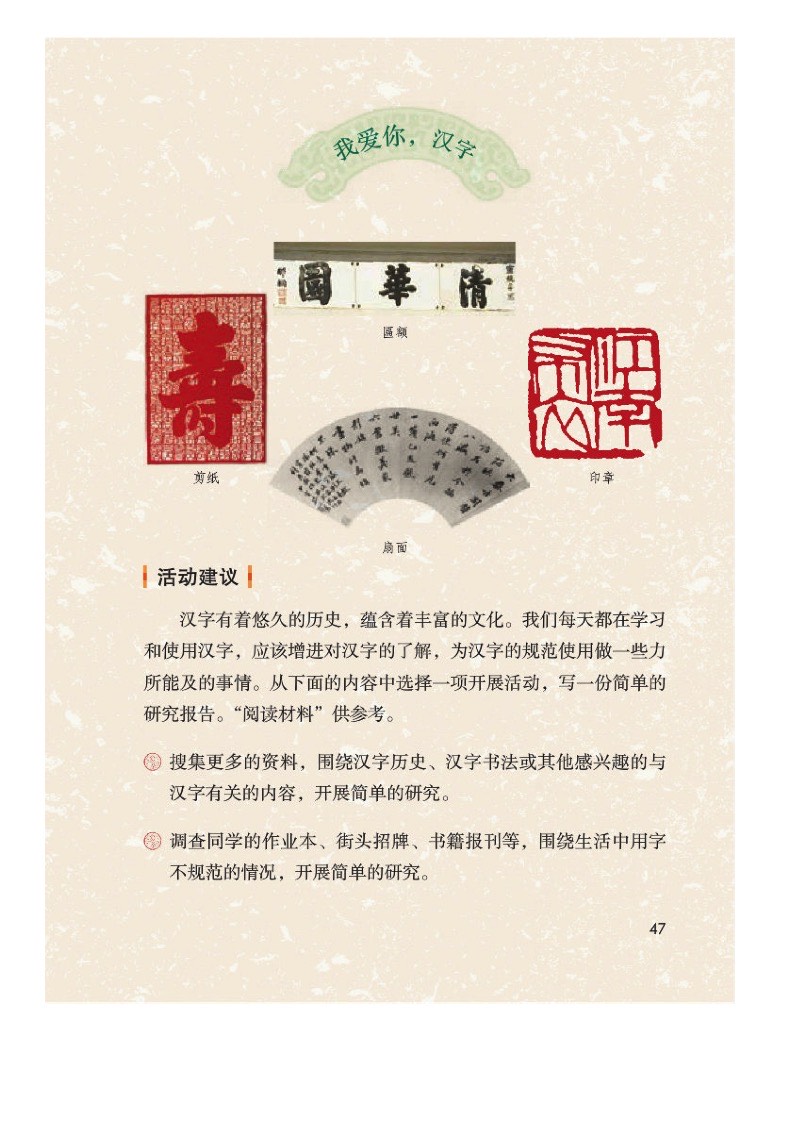 我爱你，汉字
清華園
匾额
壽
剪纸
印章
扇面
活动建议
汉字有着悠久的历史，蕴含着丰富的文化。我们每天都在学习
和使用汉字，应该增进对汉字的了解，为汉字的规范使用做一些力
所能及的事情。从下面的内容中选择一项开展活动，写一份简单的
研究报告。“阅读材料”供参考。
搜集更多的资料，围绕汉字历史、汉字书法或其他感兴趣的与
汉字有关的内容，开展简单的研究。
调查同学的作业本、街头招牌、书籍报刊等，围绕生活中用字
不规范的情况，开展简单的研究。
47